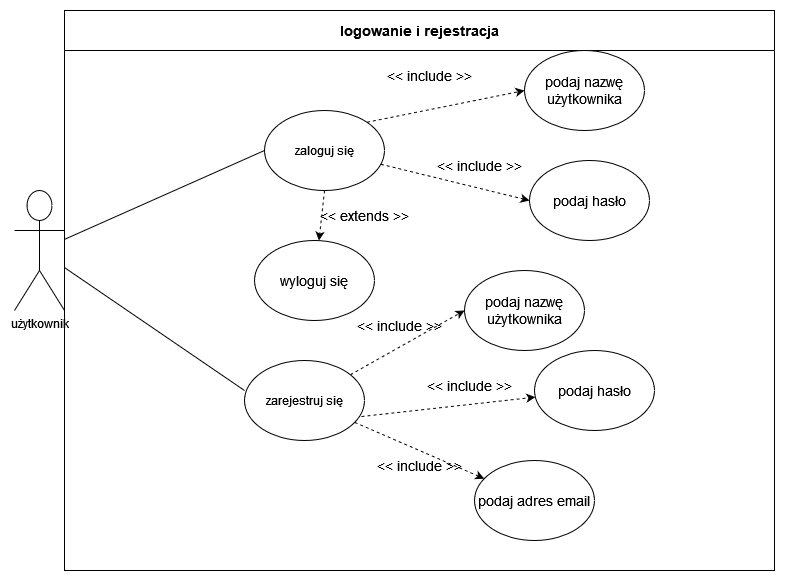 logowanie i rejestracja
<< include >>
podaj nazwę
użytkownika
zaloguj się
<< include >>
podaj hasło
<< extends >>
wyloguj się
użytkownik
podaj nazwę
użytkownika
<< include >>
<< include >>
podaj hasło
zarejestruj się
<< include >>
podaj adres email